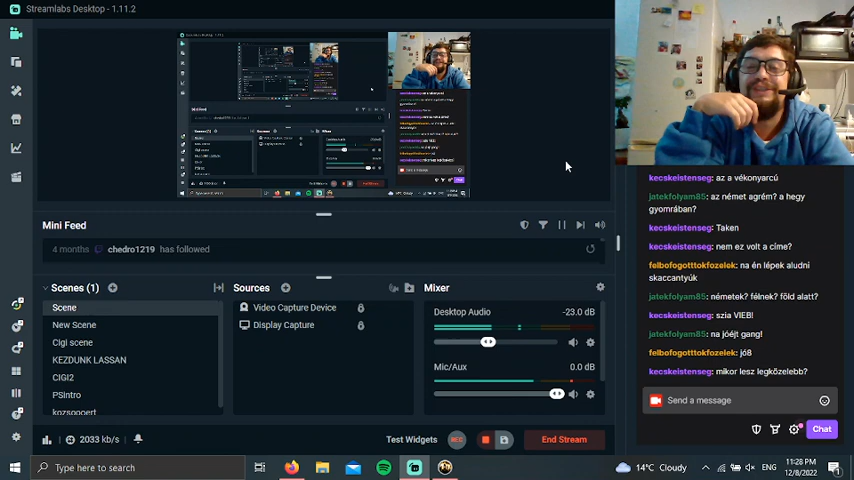 Streamlabs Desktop - 1.11.2
Mini Feed
4 months chedro1219 has followed
Scenes (1)
Scene
New Scene
Cigi scene
KEZDUNK LASSAN
CIGI2
PSintro
kozsoppert
Sources
Video Capture Device
Display Capture
Mixer
Desktop Audio -23.0 dB
Mic/Aux 0.0 dB
2033 kb/s
Test Widgets
REC
End Stream
kecskeistenseg: az a vékonyarcú
jatekfolyam85: az német agrém? a hegy
gyomrában?
kecskeistenseg: Taken
kecskeistenseg: nem ez volt a címe?
felbofogotttokfozelek: na én lépek aludni
skaccantyúk
jatekfolyam85: németek? félnek? föld alatt?
kecskeistenseg: szia VIEB!
jatekfolyam85: na jóéjt gang!
felbofogotttokfozelek: jó8
kecskeistenseg: mikor lesz legközelebb?
Send a message
Chat
Type here to search
14°C Cloudy
ENG
11:28 PM
12/8/2022